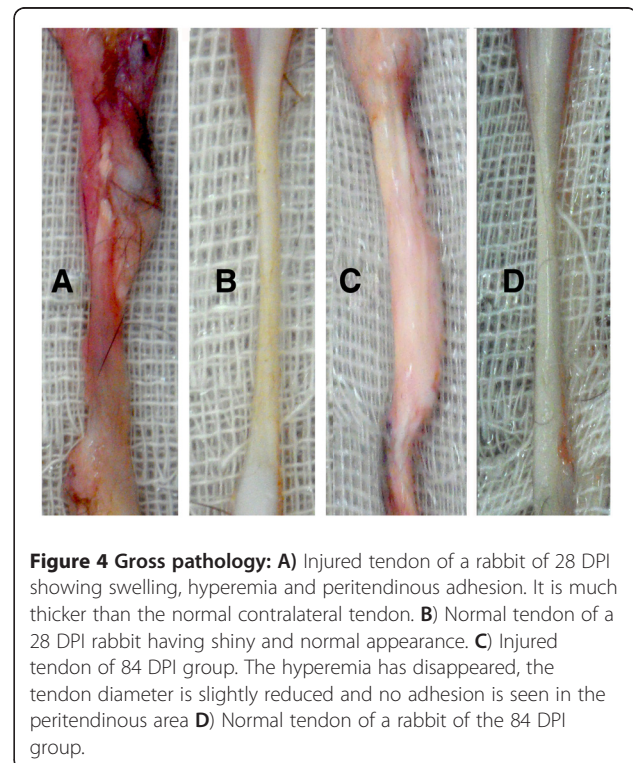 A
B
C
D
Figure 4 Gross pathology: A) Injured tendon of a rabbit of 28 DPI
showing swelling, hyperemia and peritendinous adhesion. It is much
thicker than the normal contralateral tendon. B) Normal tendon of a
28 DPI rabbit having shiny and normal appearance. C) Injured
tendon of 84 DPI group. The hyperemia has disappeared, the
tendon diameter is slightly reduced and no adhesion is seen in the
peritendinous area D) Normal tendon of a rabbit of the 84 DPI
group.